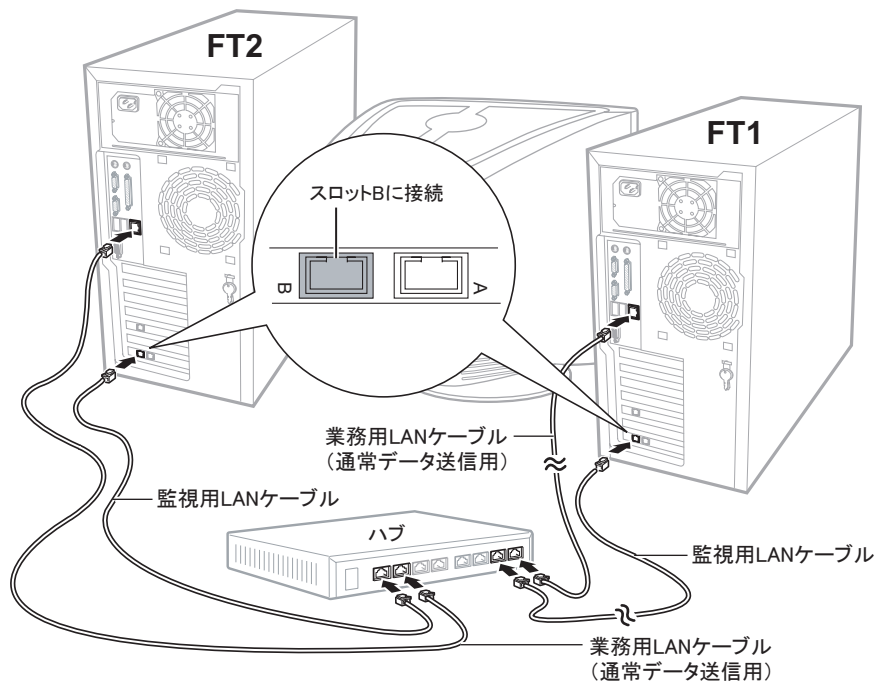 FT2
FT1
スロットBに接続
B
A
業務用LANケーブル
(通常データ送信用)
監視用LANケーブル
ハブ
監視用LANケーブル
業務用LANケーブル
(通常データ送信用)